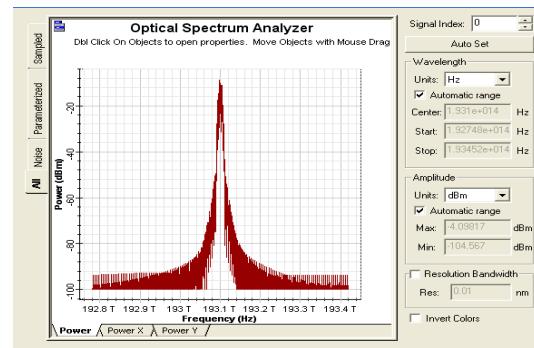 Optical Spectrum Analyzer
Dbl Click On Objects to open properties. Move Objects with Mouse Drag
Sampled
Parameterized
Noise
All
Power (dBm)
-20
-40
-60
-80
-100
192.8 T 192.9 T 193 T 193.1 T 193.2 T 193.3 T 193.4 T
Frequency (Hz)
Power Power X Power Y
Signal Index: 0
Auto Set
Wavelength
Units: Hz
Automatic range
Center: 1.931e+014 Hz
Start: 1.92748e+014 Hz
Stop: 1.93452e+014 Hz
Amplitude
Units: dBm
Automatic range
Max: -4.09817 dBm
Min: -104.567 dBm
Resolution Bandwidth
Res: 0.01 nm
Invert Colors